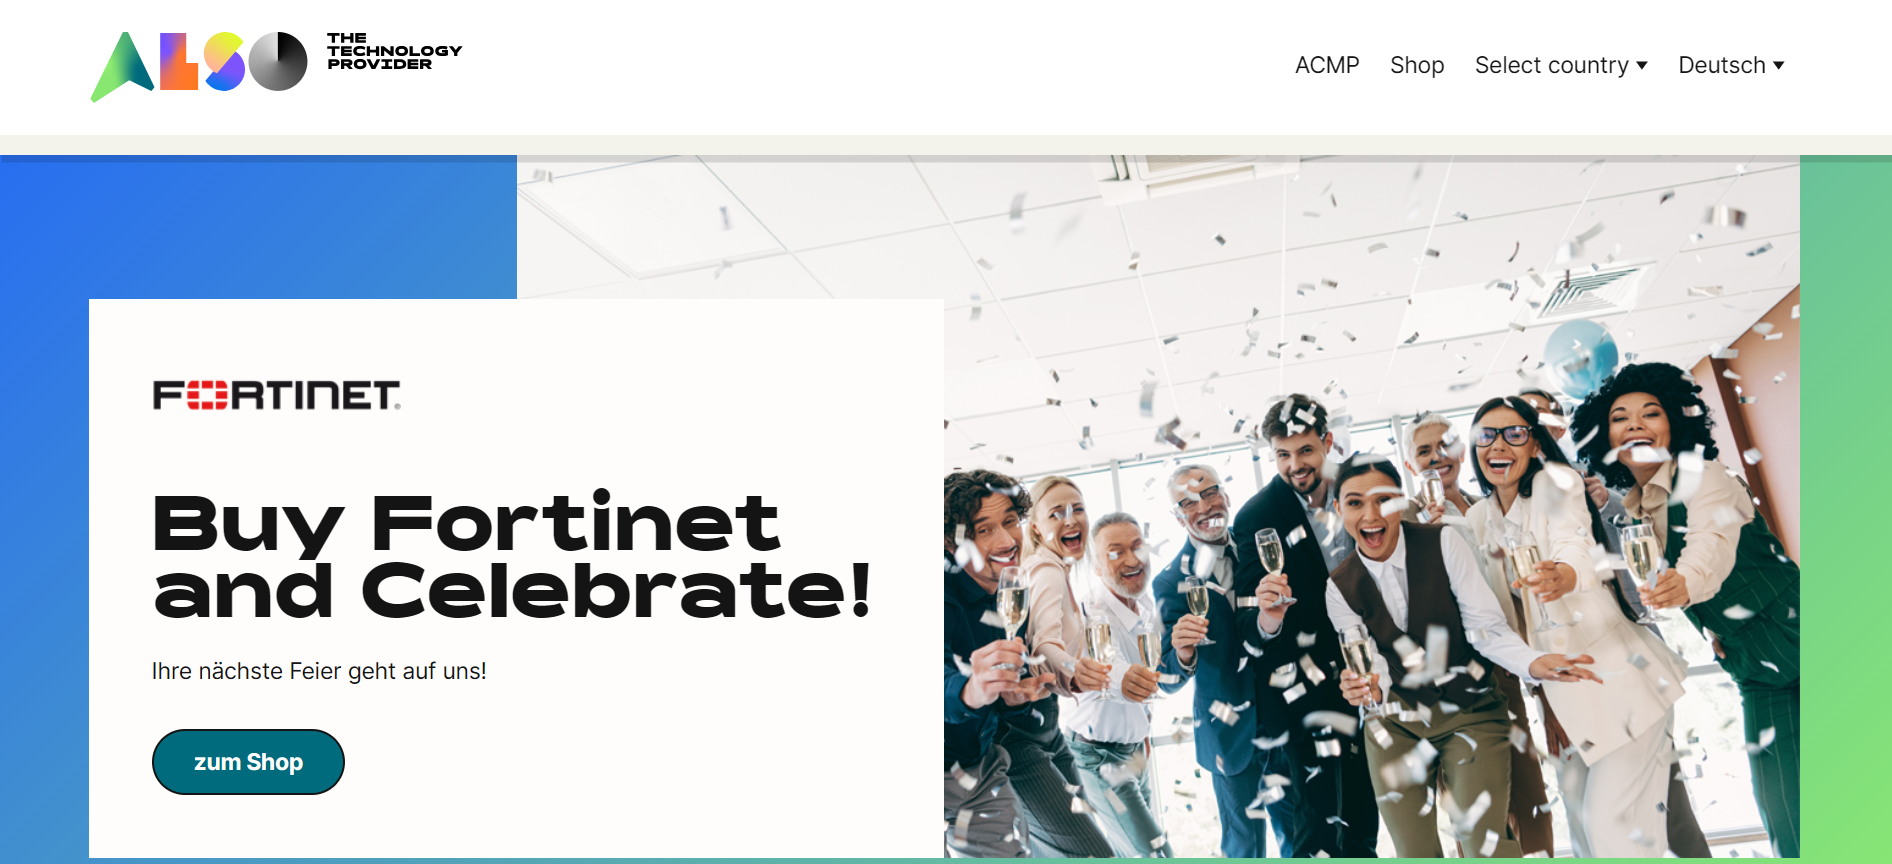 ALSO
THE
TECHNOLOGY
PROVIDER
ACMP
Shop
Select country
Deutsch
FORTINET
Buy Fortinet
and Celebrate!
Ihre nächste Feier geht auf uns!
zum Shop